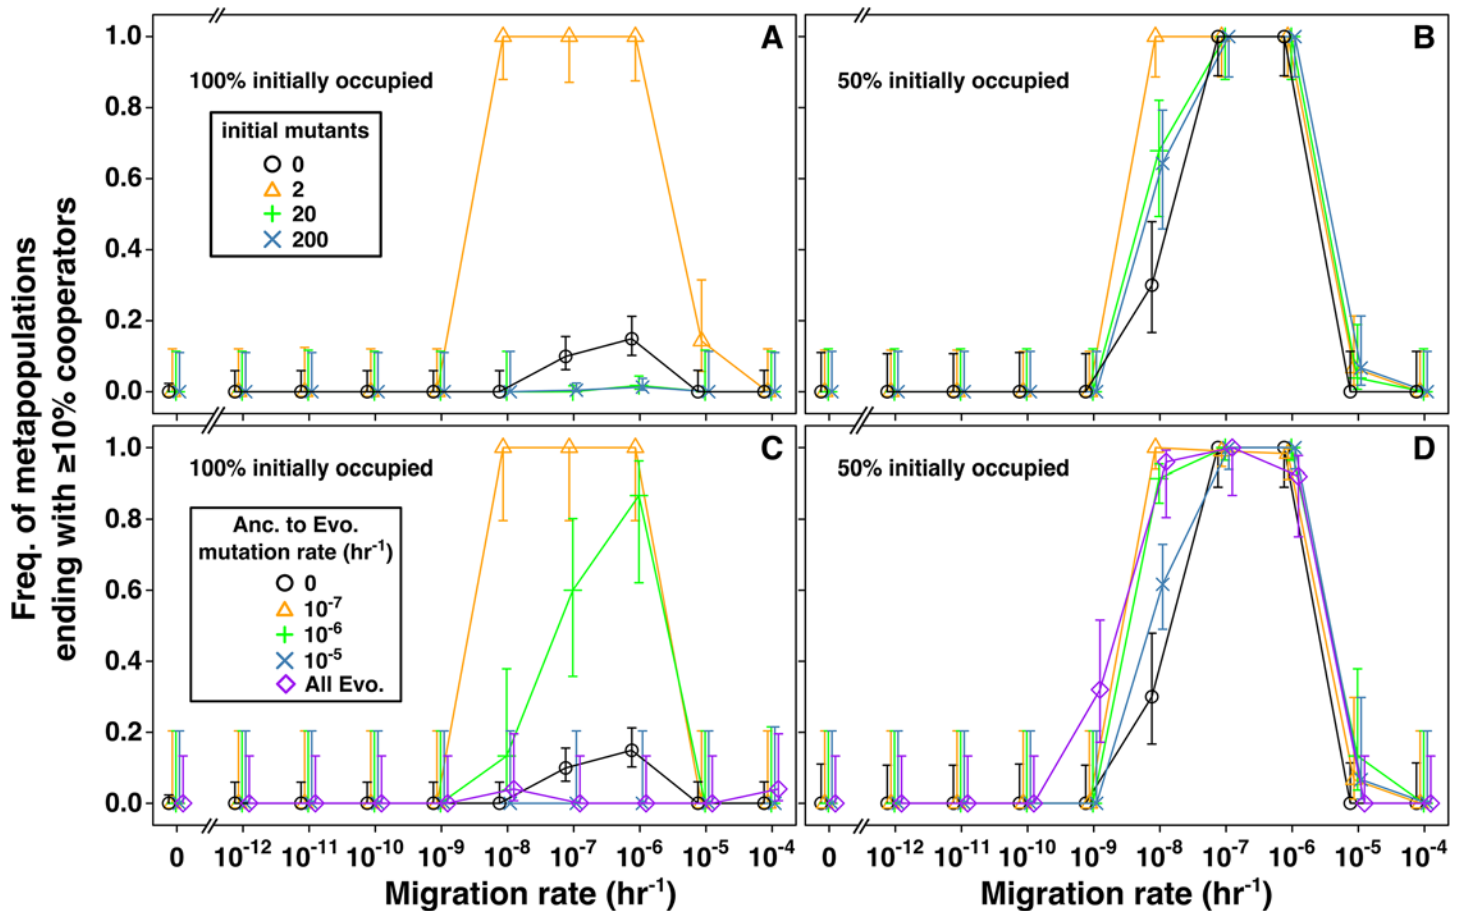 Freq. of metapopulations
ending with ≥10% cooperators
1.0
0.8
0.6
0.4
0.2
0.0
A
100% initially occupied
initial mutants
0
2
20
200
B
50% initially occupied
1.0
0.8
0.6
0.4
0.2
0.0
C
100% initially occupied
Anc. to Evo.
mutation rate (hr⁻¹)
0
10⁻⁷
10⁻⁶
10⁻⁵
All Evo.
D
50% initially occupied
0 10⁻¹² 10⁻¹¹ 10⁻¹⁰ 10⁻⁹ 10⁻⁸ 10⁻⁷ 10⁻⁶ 10⁻⁵ 10⁻⁴
Migration rate (hr⁻¹)
0 10⁻¹² 10⁻¹¹ 10⁻¹⁰ 10⁻⁹ 10⁻⁸ 10⁻⁷ 10⁻⁶ 10⁻⁵ 10⁻⁴
Migration rate (hr⁻¹)